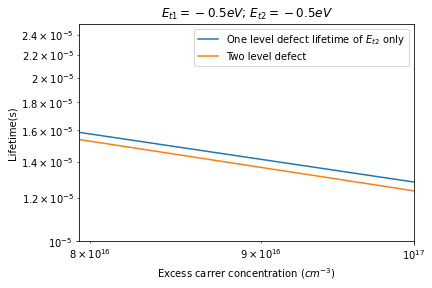 $E_{t1} = -0.5eV$; $E_{t2} = -0.5eV$
One level defect lifetime of $E_{t2}$ only
Two level defect
Lifetime(s)
2.4 × 10⁻⁵
2.2 × 10⁻⁵
2 × 10⁻⁵
1.8 × 10⁻⁵
1.6 × 10⁻⁵
1.4 × 10⁻⁵
1.2 × 10⁻⁵
10⁻⁵
8 × 10¹⁶
9 × 10¹⁶
10¹⁷
Excess carrer concentration ($cm^{-3}$)